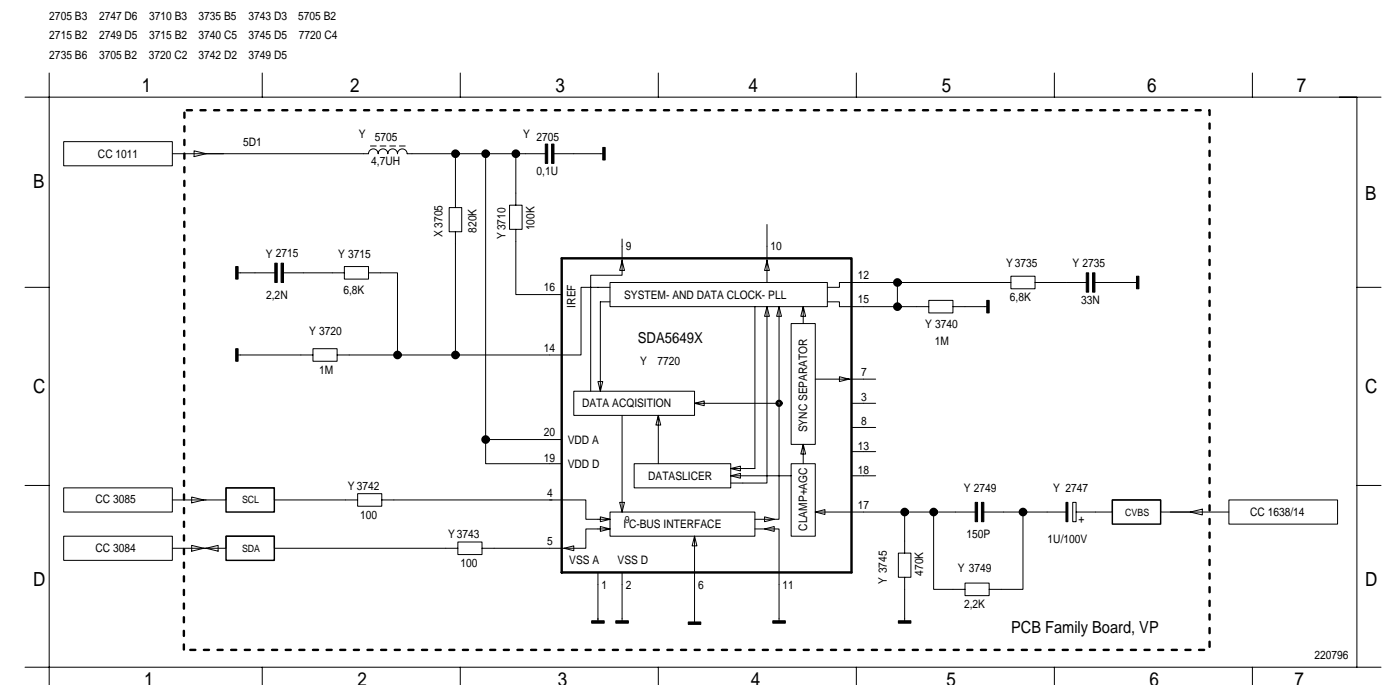 2705 B3 2747 D6 3710 B3 3735 B5 3743 D3 5705 B2
2715 B2 2749 D5 3715 B2 3740 C5 3745 D5 7720 C4
2735 B6 3705 B2 3720 C2 3742 D2 3749 D5
1 2 3 4 5 6 7
5D1
Y 5705
Y 2705
CC 1011
4,7UH
0,1U
B
B
X 3705
820K
Y 3710
100K
9
10
Y 2715
Y 3715
12
Y 3735
Y 2735
2,2N
6,8K
16
IREF
SYSTEM- AND DATA CLOCK- PLL
15
6,8K
33N
Y 3720
SDA5649X
Y 3740
1M
14
Y 7720
1M
SYNC SEPARATOR
7
C
C
DATA ACQISITION
3
8
20
VDD A
13
19
VDD D
DATASLICER
18
CLAMP+AGC
CC 3085
SCL
Y 3742
4
Y 2749
Y 2747
100
I²C-BUS INTERFACE
17
CVBS
CC 1638/14
150P
+
1U/100V
CC 3084
SDA
Y 3743
5
100
VSS A
VSS D
Y 3745
470K
Y 3749
D
D
1
2
6
11
2,2K
PCB Family Board, VP
220796
1 2 3 4 5 6 7